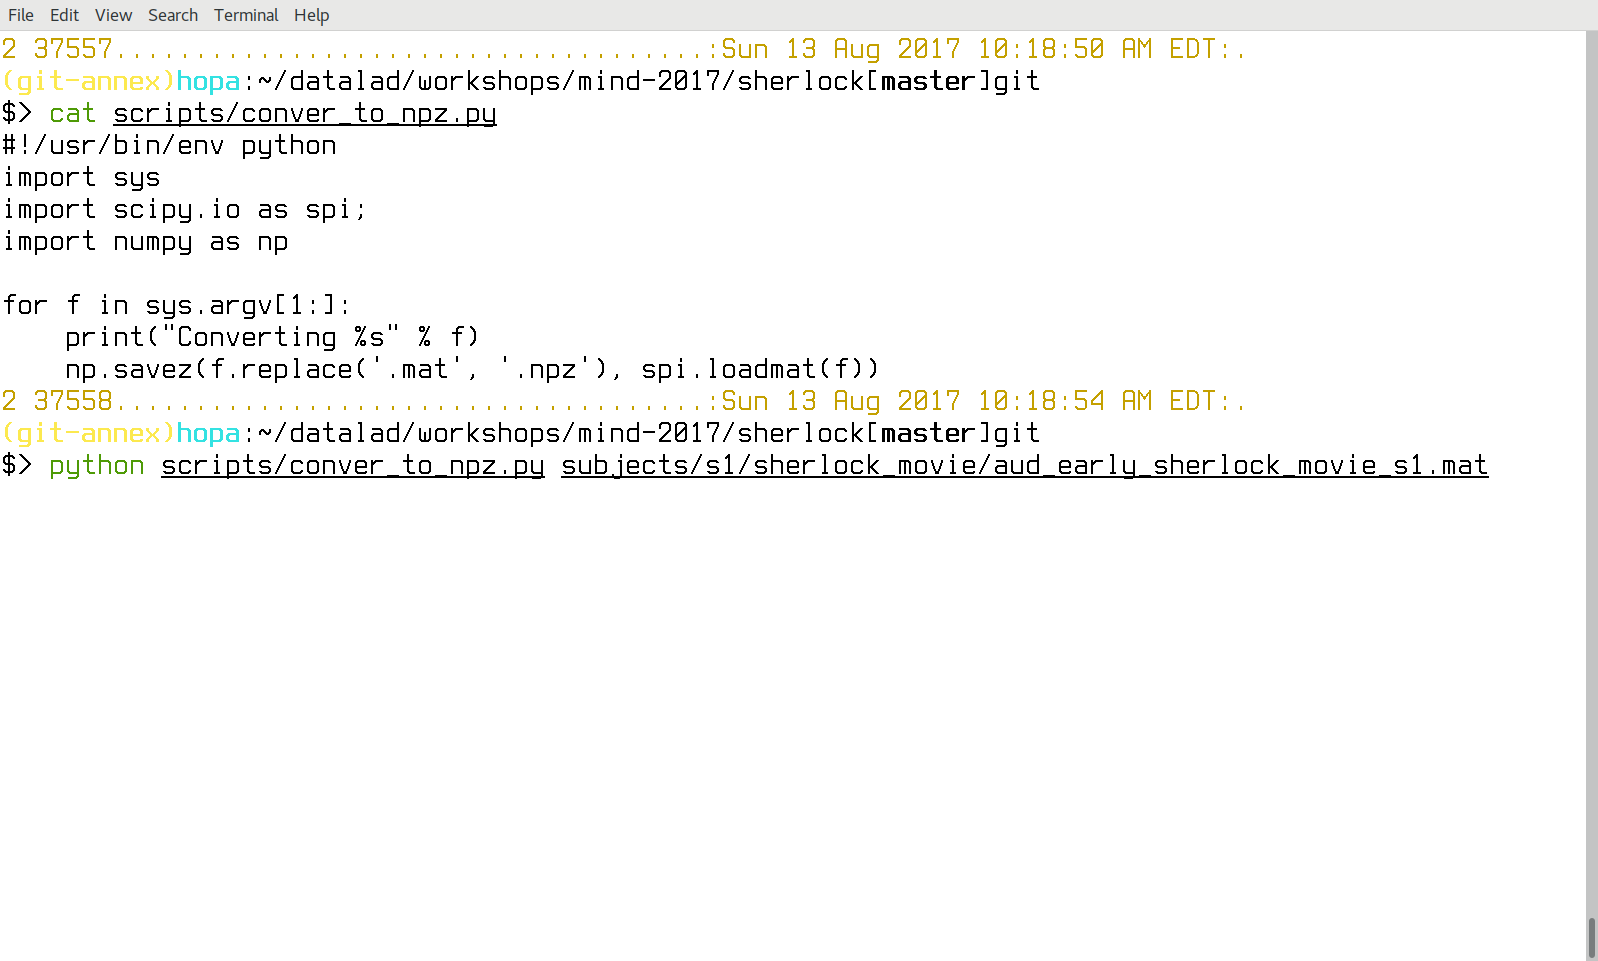 File Edit View Search Terminal Help
2 37557.....................................:Sun 13 Aug 2017 10:18:50 AM EDT:.
(git-annex)hopa:~/datalad/workshops/mind-2017/sherlock[master]git
$> cat scripts/conver_to_npz.py
#!/usr/bin/env python
import sys
import scipy.io as spi;
import numpy as np

for f in sys.argv[1:]:
    print("Converting %s" % f)
    np.savez(f.replace('.mat', '.npz'), spi.loadmat(f))
2 37558.....................................:Sun 13 Aug 2017 10:18:54 AM EDT:.
(git-annex)hopa:~/datalad/workshops/mind-2017/sherlock[master]git
$> python scripts/conver_to_npz.py subjects/s1/sherlock_movie/aud_early_sherlock_movie_s1.mat